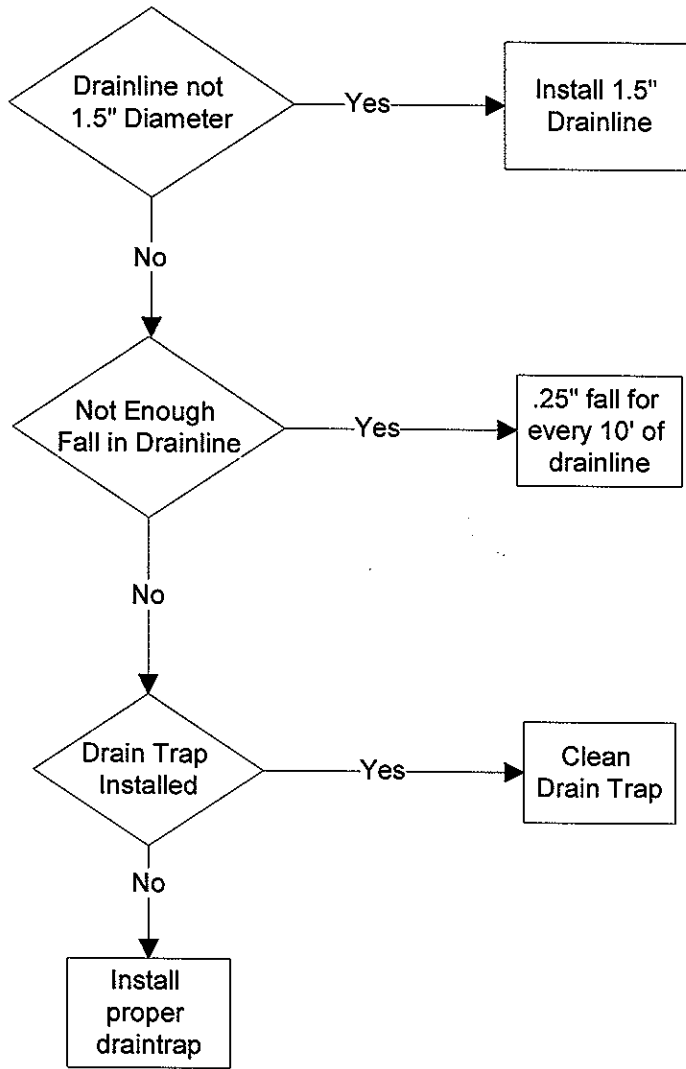 Drainline not
1.5" Diameter
Yes
Install 1.5"
Drainline
No
Not Enough
Fall in Drainline
Yes
.25" fall for
every 10' of
drainline
No
Drain Trap
Installed
Yes
Clean
Drain Trap
No
Install
proper
draintrap